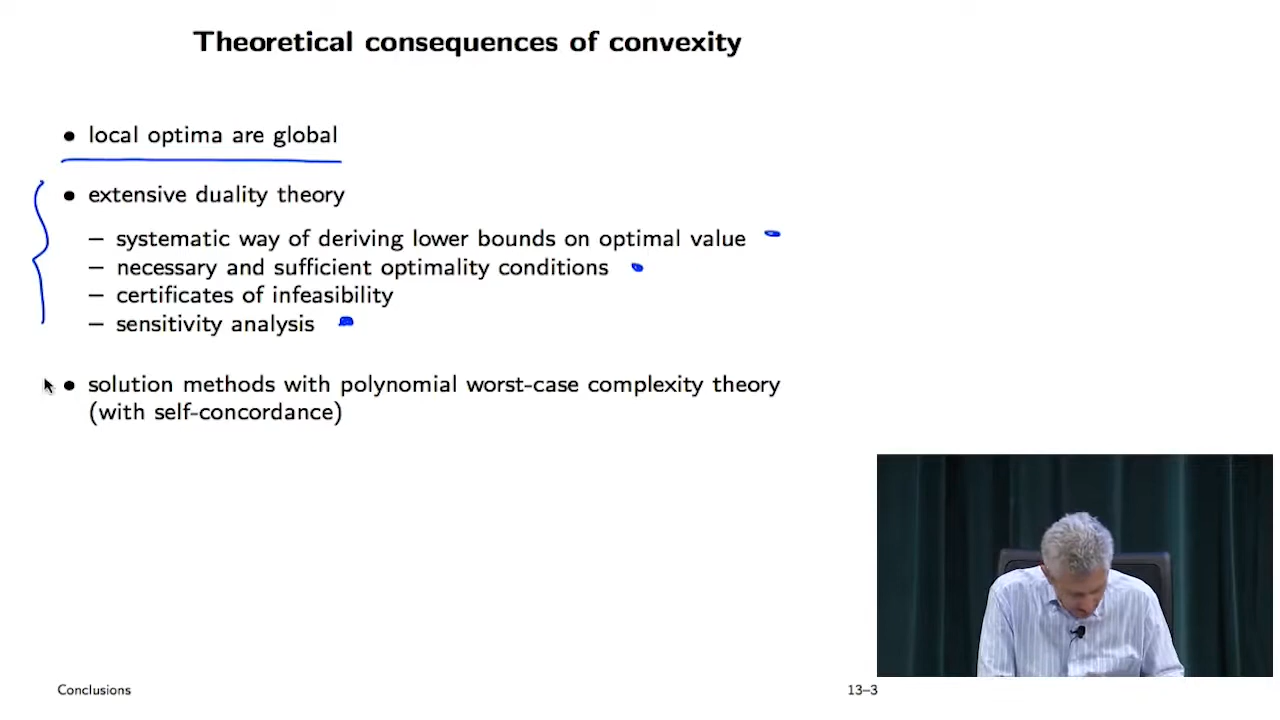 Theoretical consequences of convexity
• local optima are global
• extensive duality theory
– systematic way of deriving lower bounds on optimal value
– necessary and sufficient optimality conditions
– certificates of infeasibility
– sensitivity analysis
• solution methods with polynomial worst-case complexity theory
(with self-concordance)
Conclusions
13–3